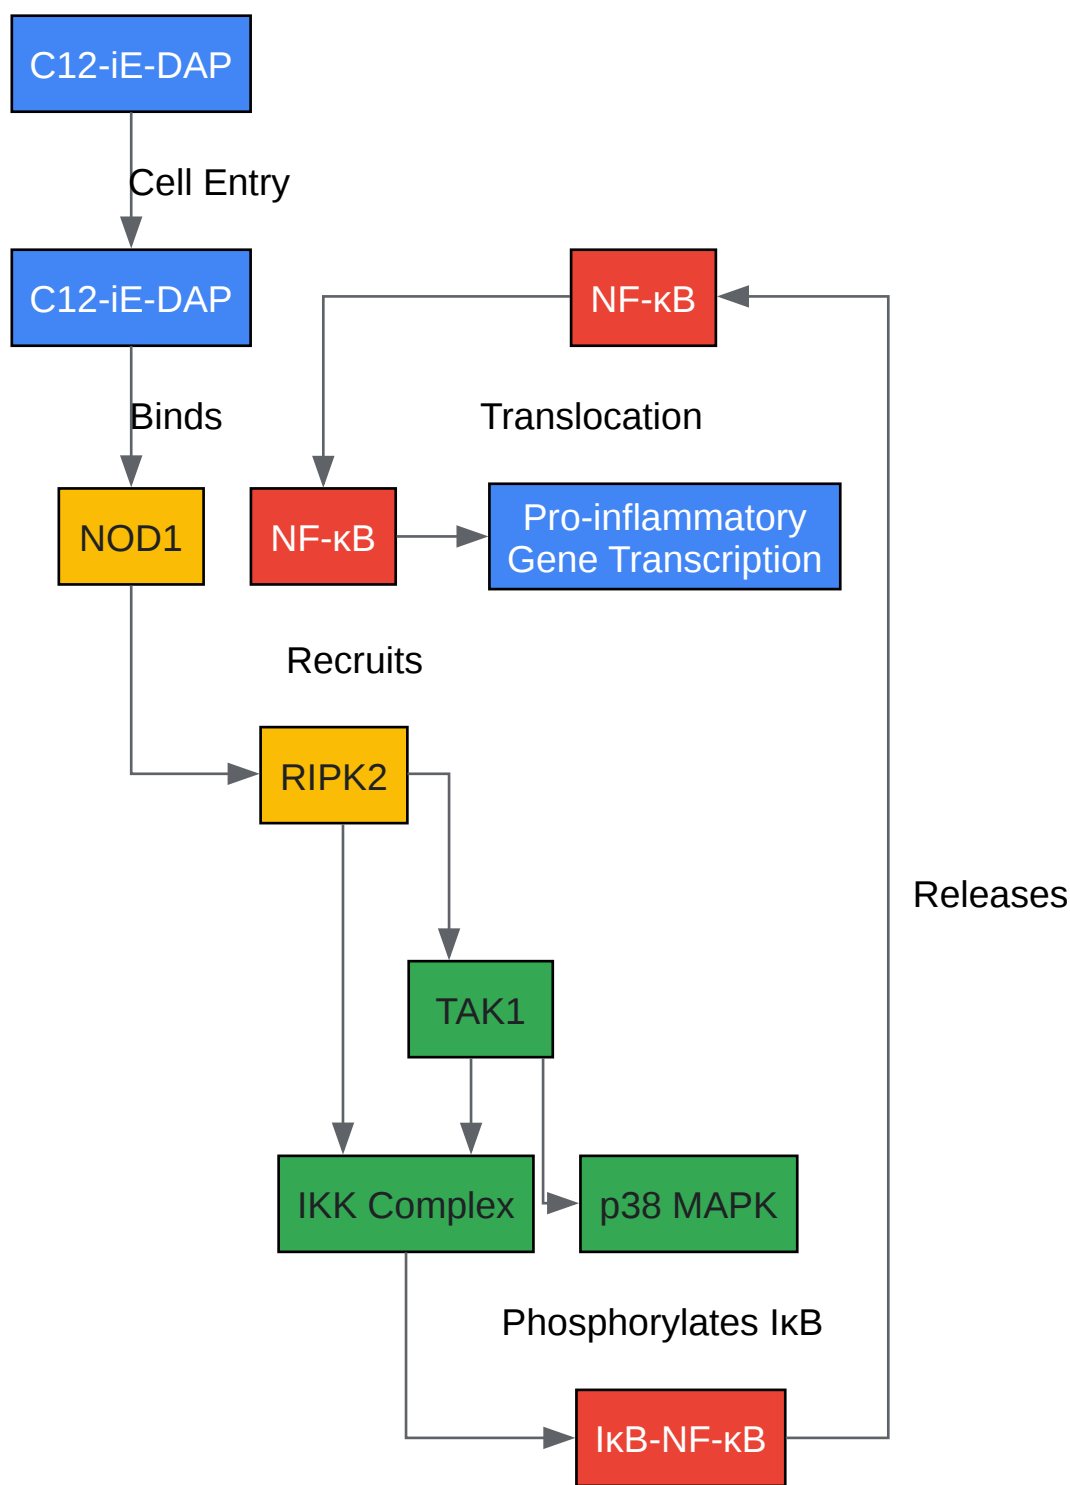 C12-iE-DAP
Cell Entry
C12-iE-DAP
NF-κB
Binds
Translocation
NOD1
NF-κB
Pro-inflammatory
Gene Transcription
Recruits
RIPK2
Releases
TAK1
IKK Complex
p38 MAPK
Phosphorylates IκB
IκB-NF-κB